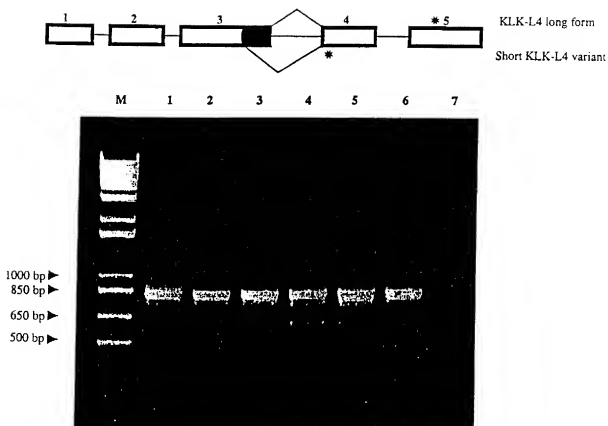 1 2 3 4 * 5 KLK-L4 long form
* Short KLK-L4 variant
M 1 2 3 4 5 6 7
1000 bp
850 bp
650 bp
500 bp